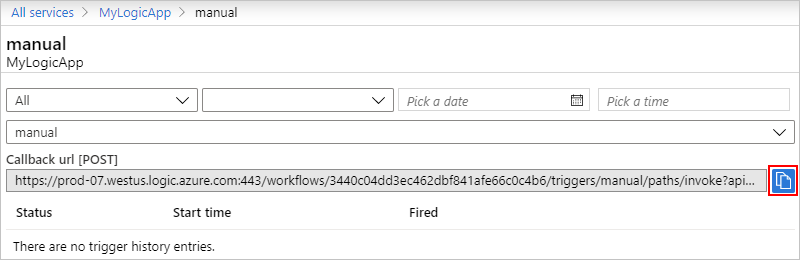 All services > MyLogicApp > manual
manual
MyLogicApp
All Pick a date Pick a time
manual
Callback url [POST]
https://prod-07.westus.logic.azure.com:443/workflows/3440c04dd3ec462dbf841afe66c0c4b6/triggers/manual/paths/invoke?api...
Status Start time Fired
There are no trigger history entries.